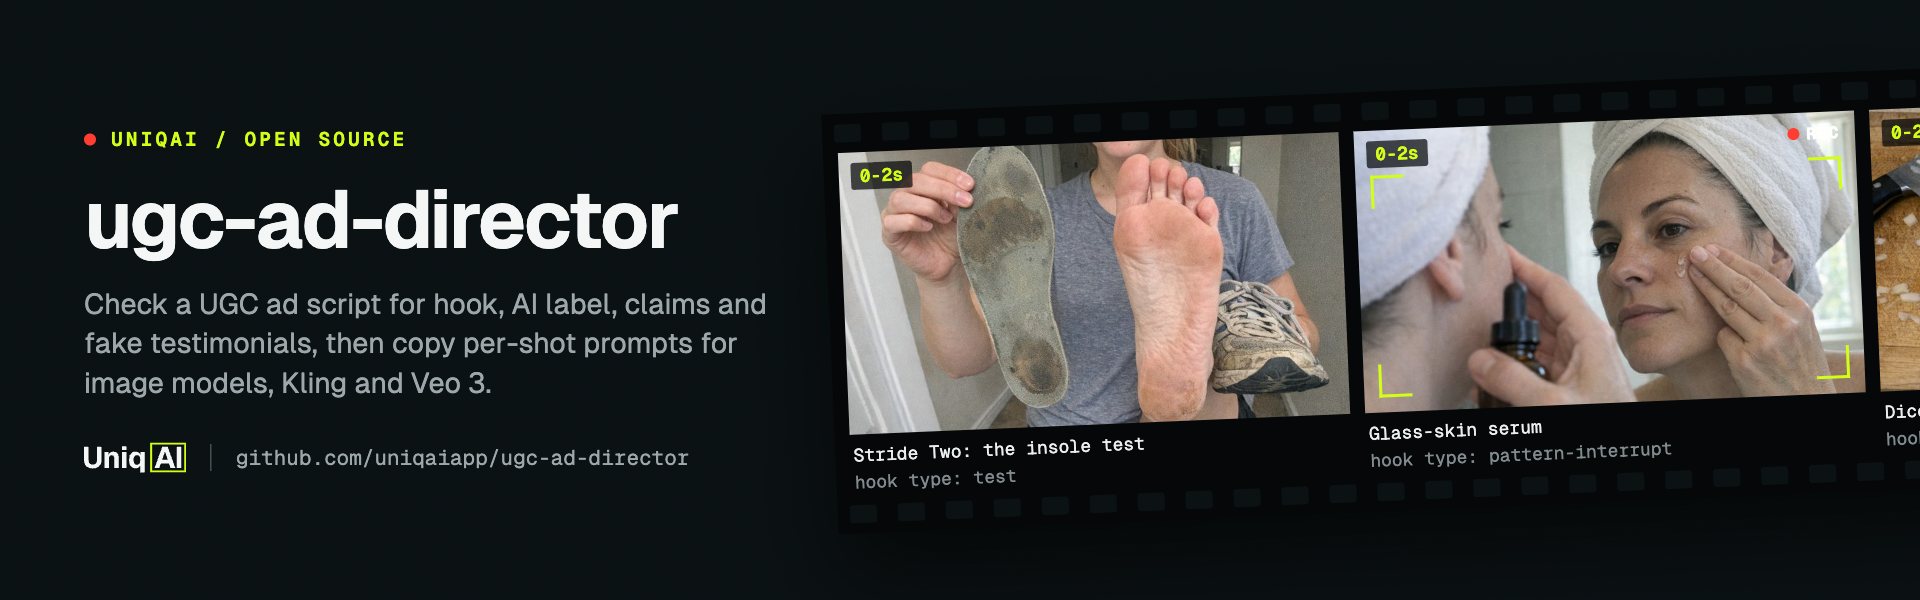 UNIQAI / OPEN SOURCE
ugc-ad-director
Check a UGC ad script for hook, AI label, claims and
fake testimonials, then copy per-shot prompts for
image models, Kling and Veo 3.
UniqAI
github.com/uniqaiapp/ugc-ad-director
0-2s
Stride Two: the insole test
hook type: test
0-2s
Glass-skin serum
hook type: pattern-interrupt